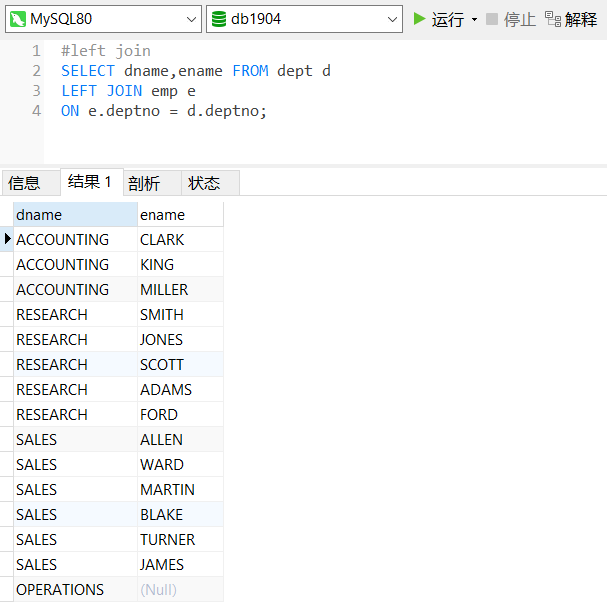 MySQL80 db1904 运行 停止 解释
1 #left join
2 SELECT dname,ename FROM dept d
3 LEFT JOIN emp e
4 ON e.deptno = d.deptno;
信息 结果 1 剖析 状态
dname ename
ACCOUNTING CLARK
ACCOUNTING KING
ACCOUNTING MILLER
RESEARCH SMITH
RESEARCH JONES
RESEARCH SCOTT
RESEARCH ADAMS
RESEARCH FORD
SALES ALLEN
SALES WARD
SALES MARTIN
SALES BLAKE
SALES TURNER
SALES JAMES
OPERATIONS (Null)